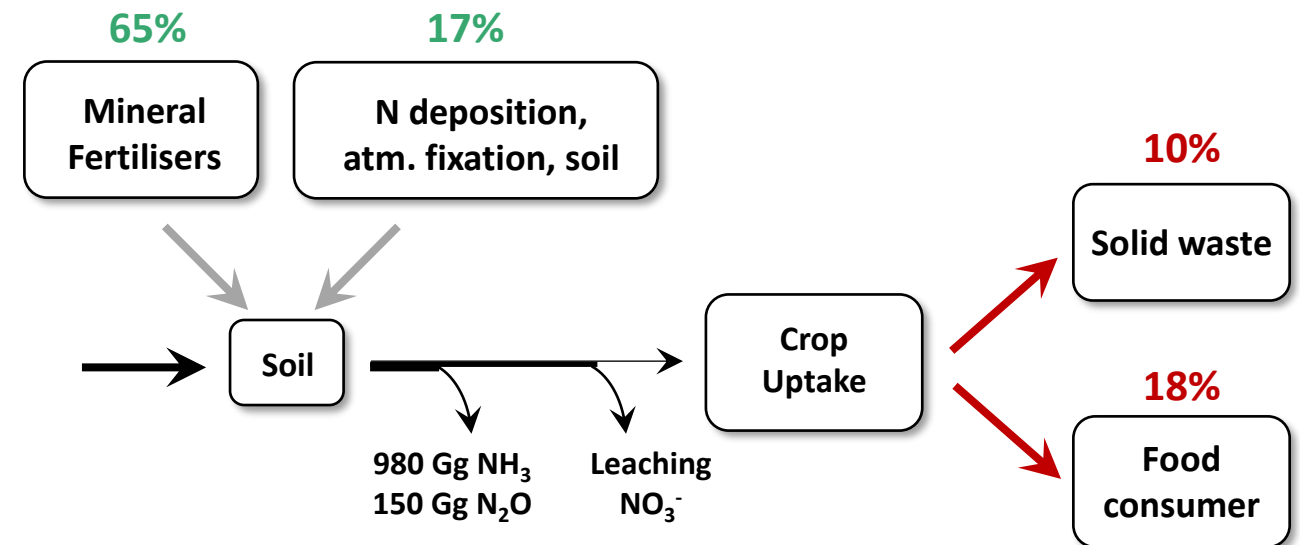 65%
Mineral
Fertilisers
17%
N deposition,
atm. fixation, soil
10%
Solid waste
Soil
Crop
Uptake
18%
Food
consumer
980 Gg NH₃
150 Gg N₂O
Leaching
NO₃⁻